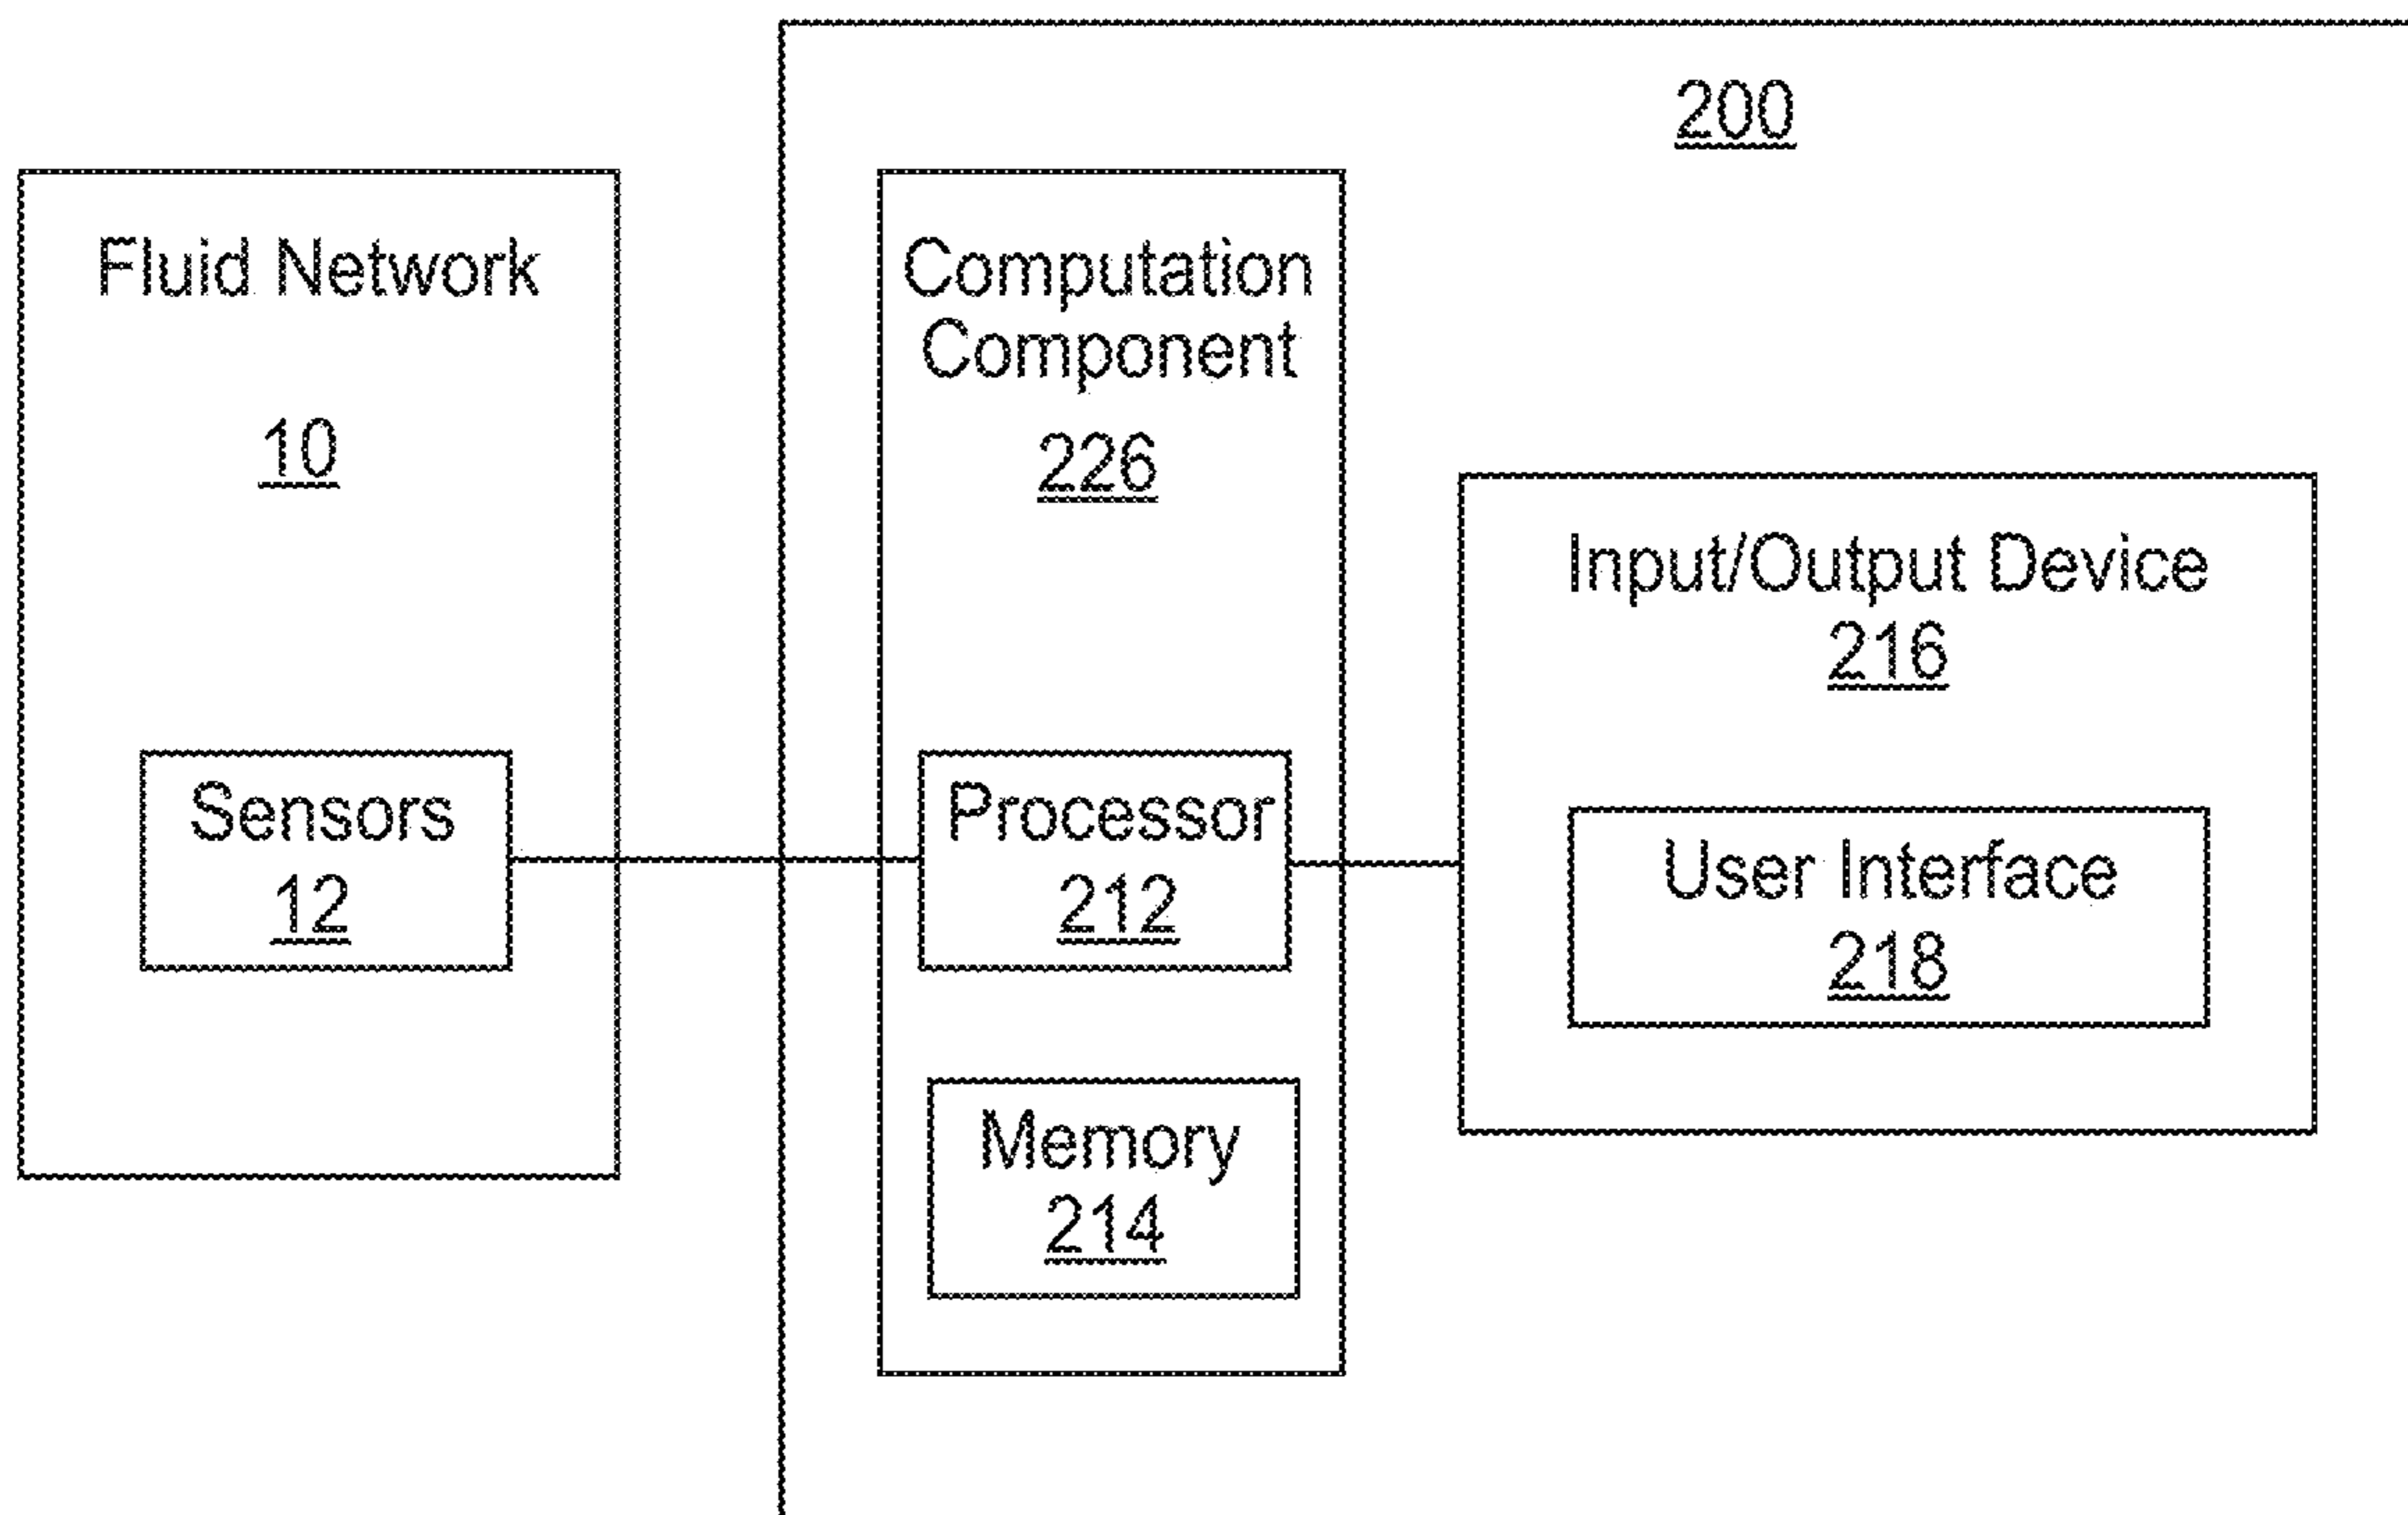 200
Fluid Network
10
Sensors
12
Computation
Component
226
Processor
212
Memory
214
Input/Output Device
216
User Interface
218